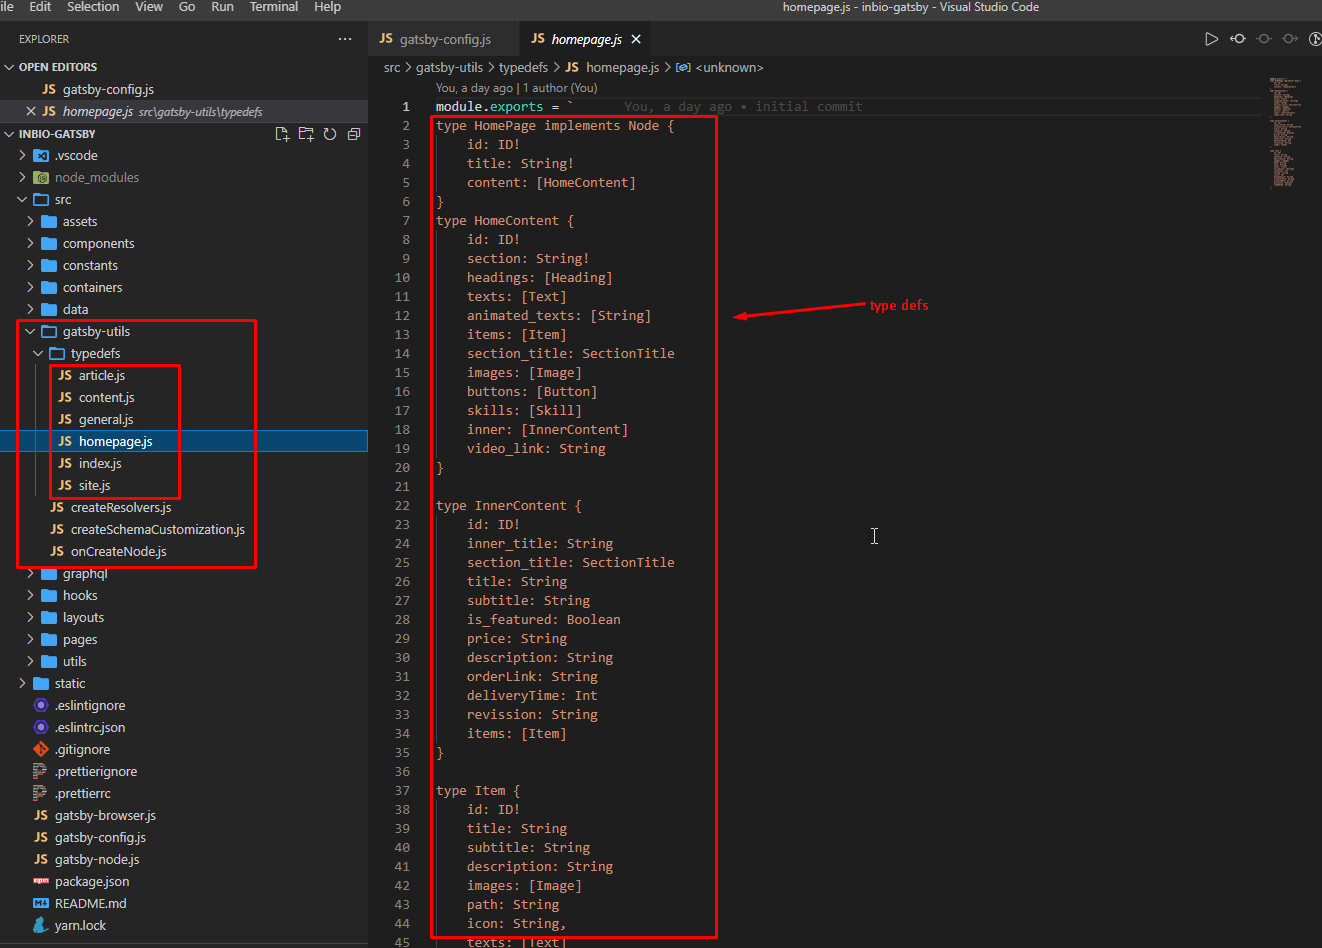 ile Edit Selection View Go Run Terminal Help
homepage.js - inbio-gatsby - Visual Studio Code
EXPLORER
OPEN EDITORS
gatsby-config.js
homepage.js src\gatsby-utils\typedefs
INBIO-GATSBY
.vscode
node_modules
src
assets
components
constants
containers
data
gatsby-utils
typedefs
JS article.js
JS content.js
JS general.js
JS homepage.js
JS index.js
JS site.js
JS createResolvers.js
JS createSchemaCustomization.js
JS onCreateNode.js
graphql
hooks
layouts
pages
utils
static
.eslintignore
.eslintrc.json
.gitignore
.prettierignore
.prettierrc
JS gatsby-browser.js
JS gatsby-config.js
JS gatsby-node.js
npm package.json
README.md
yarn.lock
JS gatsby-config.js
JS homepage.js
src > gatsby-utils > typedefs > JS homepage.js > <unknown>
You, a day ago | 1 author (You)
1 module.exports = ` You, a day ago • initial commit
2 type HomePage implements Node {
3 id: ID!
4 title: String!
5 content: [HomeContent]
6 }
7 type HomeContent {
8 id: ID!
9 section: String!
10 headings: [Heading]
11 texts: [Text]
12 animated_texts: [String]
13 items: [Item]
14 section_title: SectionTitle
15 images: [Image]
16 buttons: [Button]
17 skills: [Skill]
18 inner: [InnerContent]
19 video_link: String
20 }
21
22 type InnerContent {
23 id: ID!
24 inner_title: String
25 section_title: SectionTitle
26 title: String
27 subtitle: String
28 is_featured: Boolean
29 price: String
30 description: String
31 orderLink: String
32 deliveryTime: Int
33 revission: String
34 items: [Item]
35 }
36
37 type Item {
38 id: ID!
39 title: String
40 subtitle: String
41 description: String
42 images: [Image]
43 path: String
44 icon: String,
45 texts: [Text]
type defs